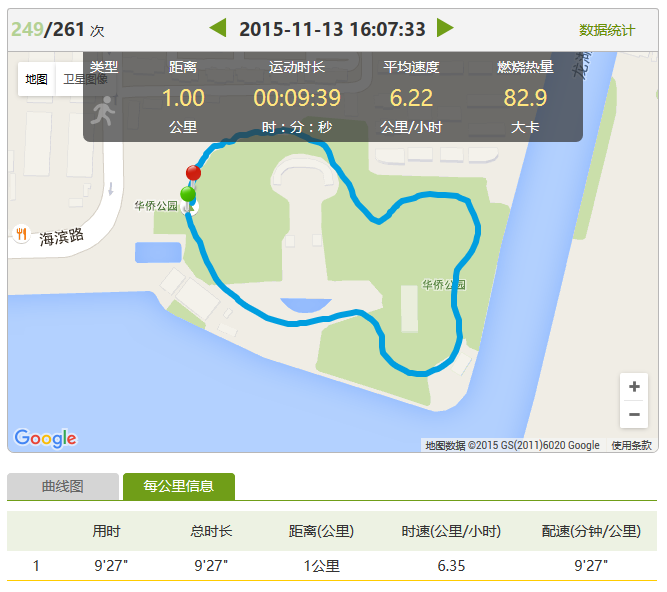 249/261 次
2015-11-13 16:07:33
数据统计
地图 卫星图像
类型 距离 运动时长 平均速度 燃烧热量
1.00 00:09:39 6.22 82.9
公里 时：分：秒 公里/小时 大卡
华侨公园
海滨路
华侨公园
Google
地图数据 ©2015 GS(2011)6020 Google 使用条款
曲线图 每公里信息
用时 总时长 距离(公里) 时速(公里/小时) 配速(分钟/公里)
1 9'27" 9'27" 1公里 6.35 9'27"